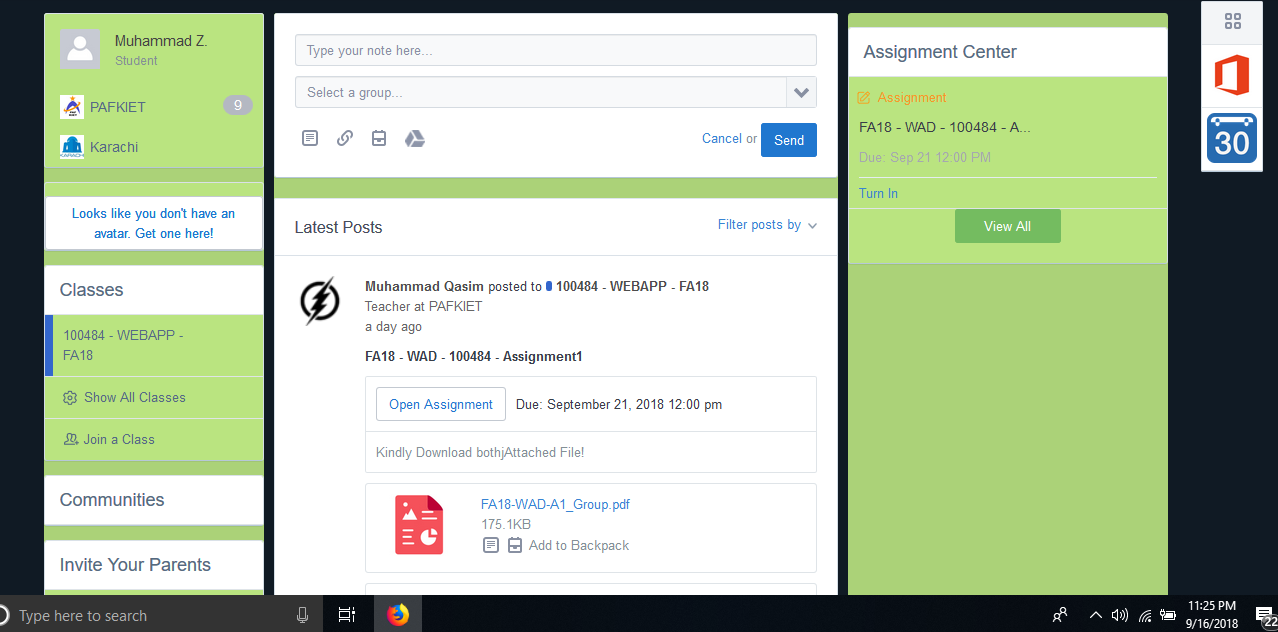 Muhammad Z.
Student
PAFKIET
9
Karachi
Looks like you don't have an
avatar. Get one here!
Classes
100484 - WEBAPP -
FA18
Show All Classes
Join a Class
Communities
Invite Your Parents
Type your note here...
Select a group...
Cancel or
Send
Latest Posts
Filter posts by
Muhammad Qasim posted to 100484 - WEBAPP - FA18
Teacher at PAFKIET
a day ago
FA18 - WAD - 100484 - Assignment1
Open Assignment
Due: September 21, 2018 12:00 pm
Kindly Download bothjAttached File!
FA18-WAD-A1_Group.pdf
175.1KB
Add to Backpack
Assignment Center
Assignment
FA18 - WAD - 100484 - A...
Due: Sep 21 12:00 PM
Turn In
View All
30
Type here to search
11:25 PM
9/16/2018
22